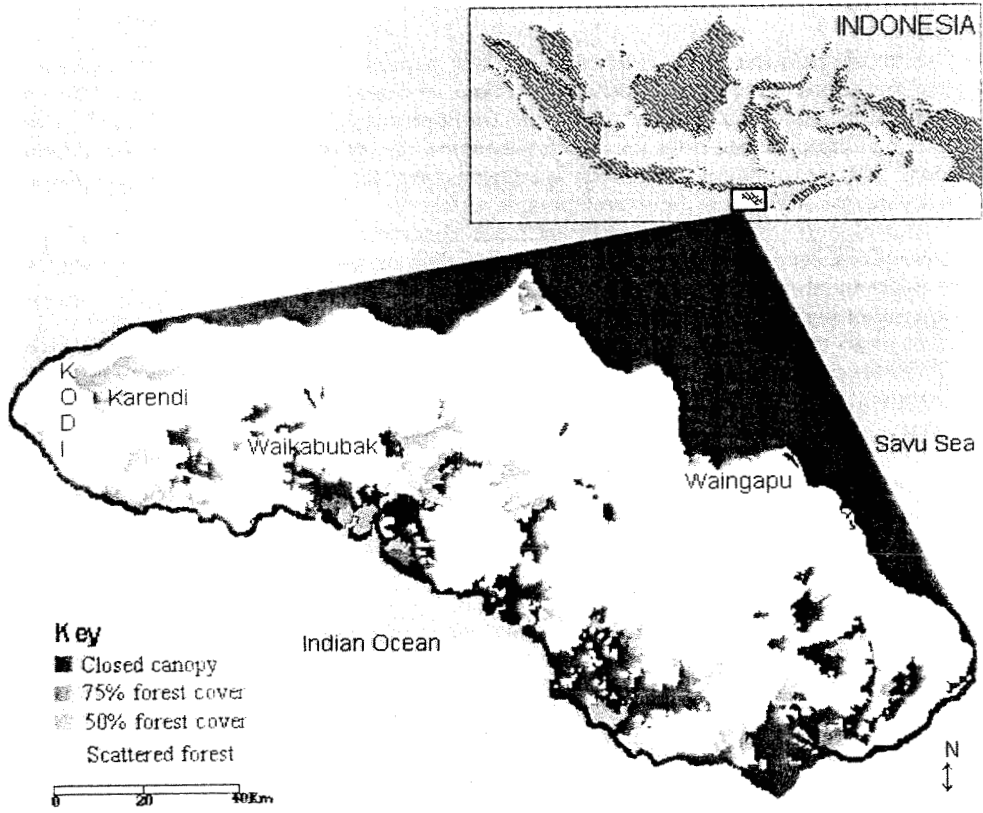 INDONESIA
KODI
Karendi
Waikabubak
Savu Sea
Waingapu
Indian Ocean
Key
Closed canopy
75% forest cover
50% forest cover
Scattered forest
N
0 20 40Km